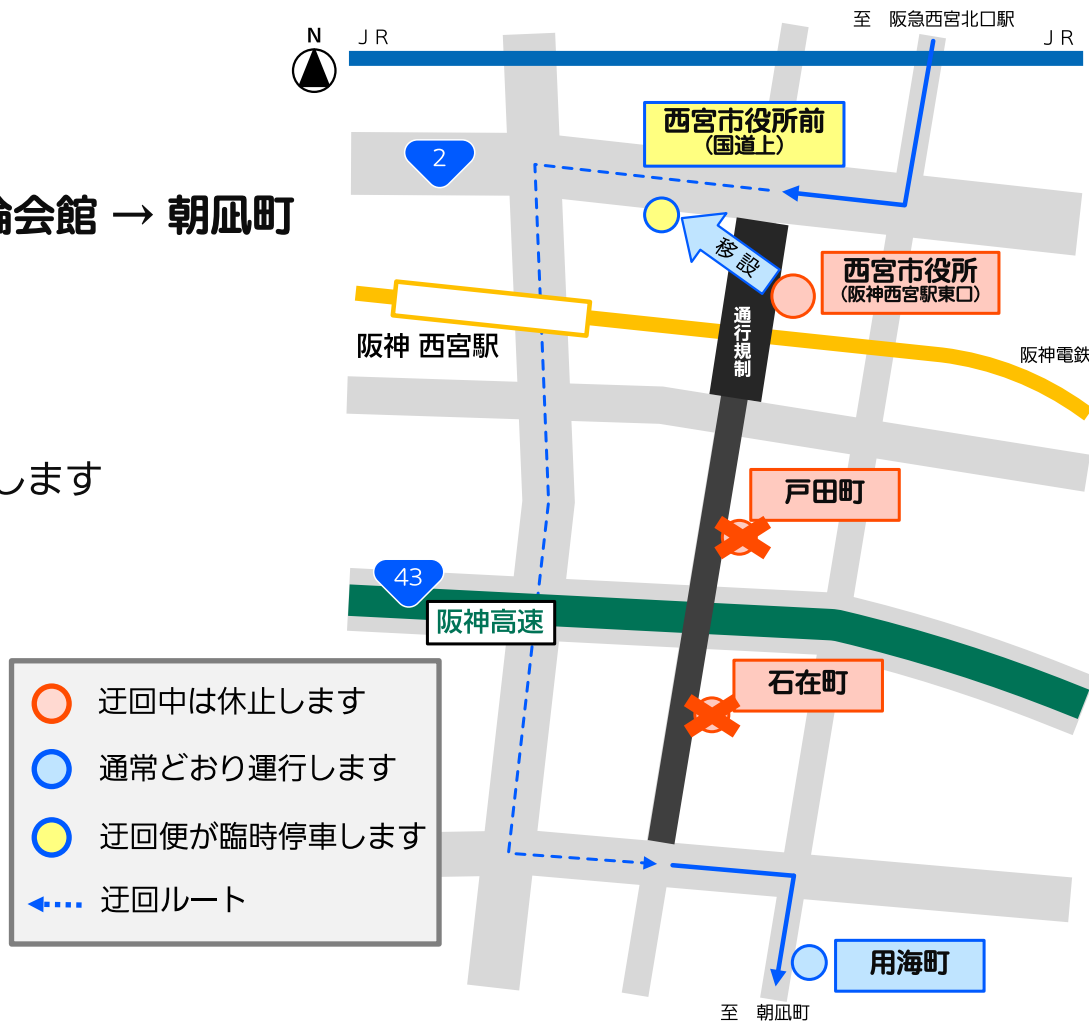 至　阪急西宮北口駅
N
ＪＲ
ＪＲ
西宮市役所前
（国道上）
2
会館 → 朝凪町
移設
西宮市役所
（阪神西宮駅東口）
通行規制
阪神 西宮駅
阪神電鉄
します
戸田町
43
阪神高速
石在町
迂回中は休止します
通常どおり運行します
迂回便が臨時停車します
迂回ルート
用海町
至　朝凪町